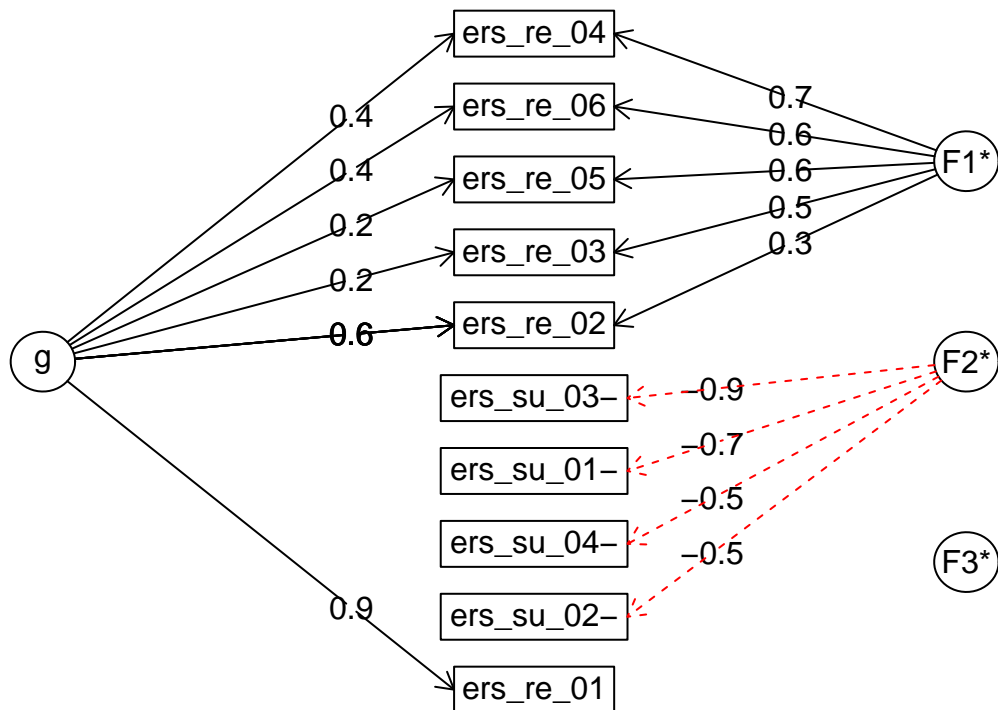 ers_re_04
0.7
ers_re_06
0.4
0.6
F1*
0.4
ers_re_05
0.6
0.2
0.5
ers_re_03
0.3
0.2
ers_re_02
0.6
g
F2*
ers_su_03−
−0.9
−0.7
ers_su_01−
−0.5
ers_su_04−
−0.5
F3*
0.9
ers_su_02−
ers_re_01